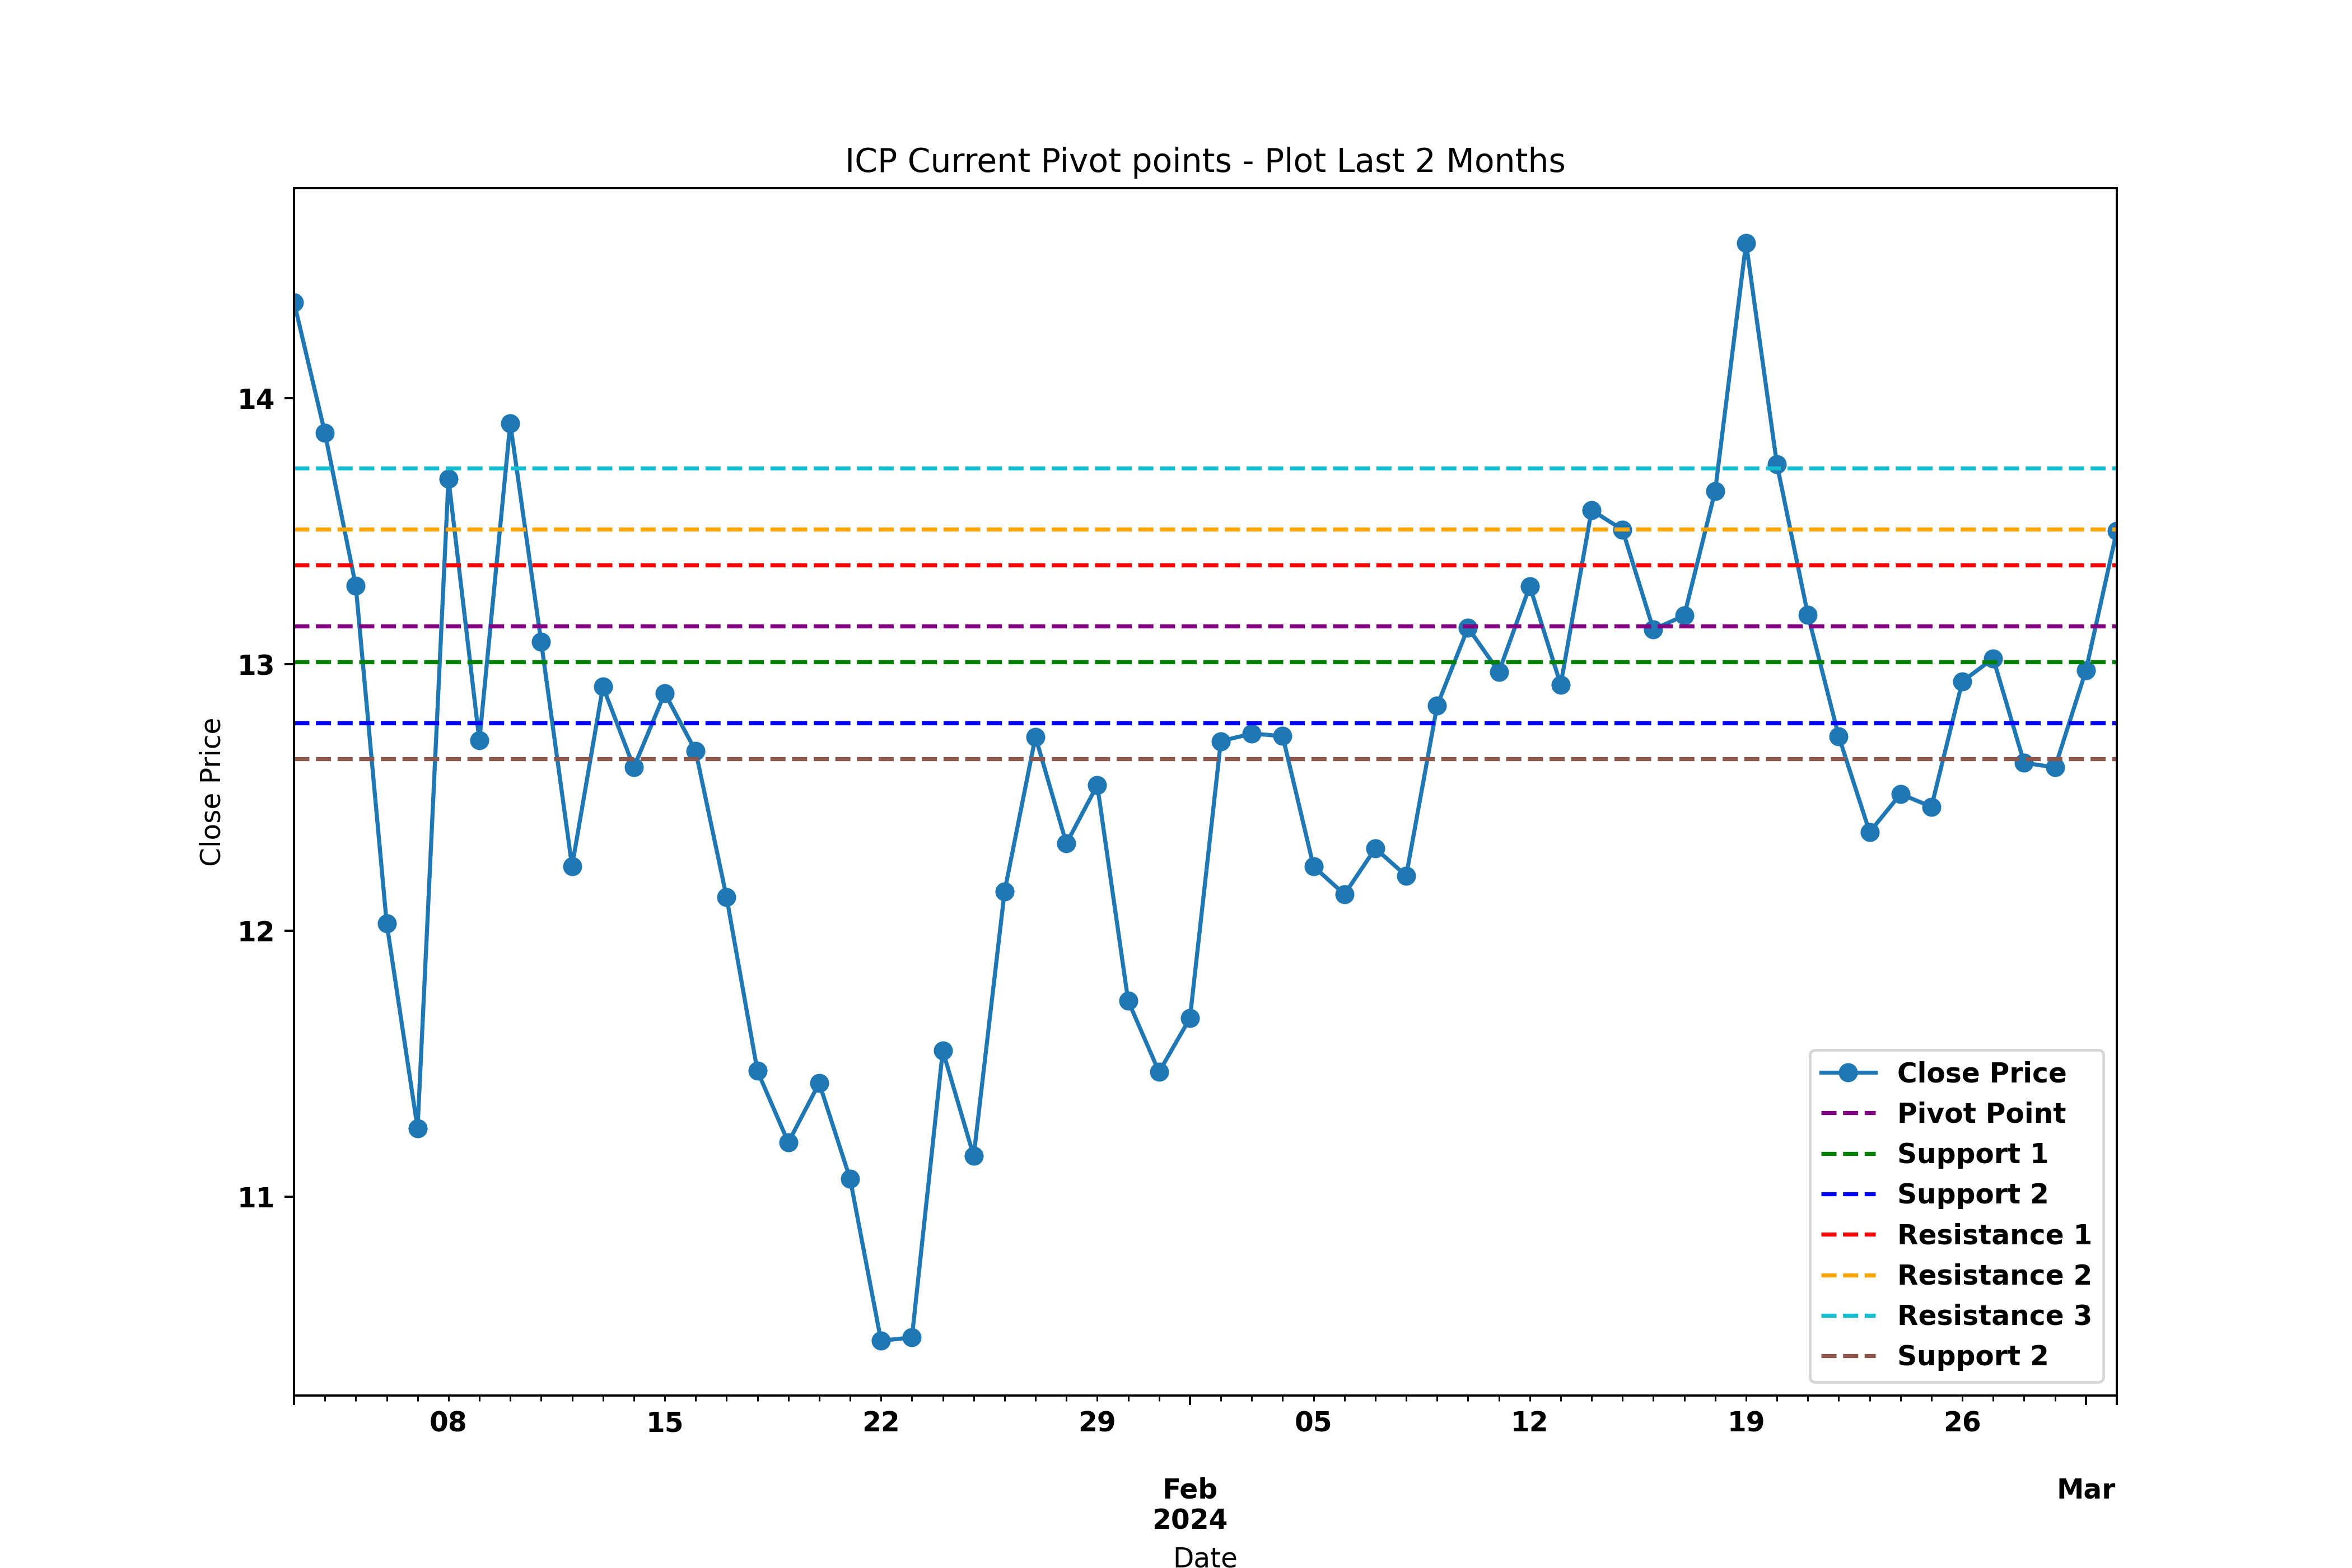 ICP Current Pivot points - Plot Last 2 Months
Close Price
14
13
12
11
Close Price
Pivot Point
Support 1
Support 2
Resistance 1
Resistance 2
Resistance 3
Support 2
08 15 22 29 05 12 19 26
Feb Mar
2024
Date